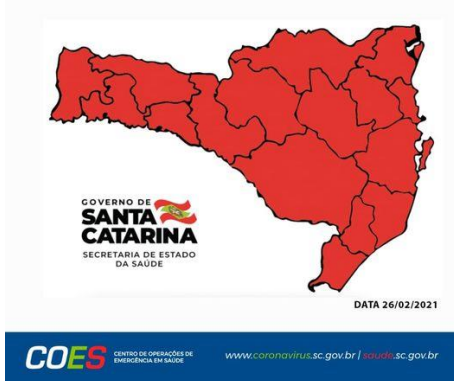 GOVERNO DE
SANTA
CATARINA
SECRETARIA DE ESTADO
DA SAÚDE
DATA 26/02/2021
COES CENTRO DE OPERAÇÕES DE
EMERGÊNCIA EM SAÚDE
www.coronavirus.sc.gov.br | saude.sc.gov.br